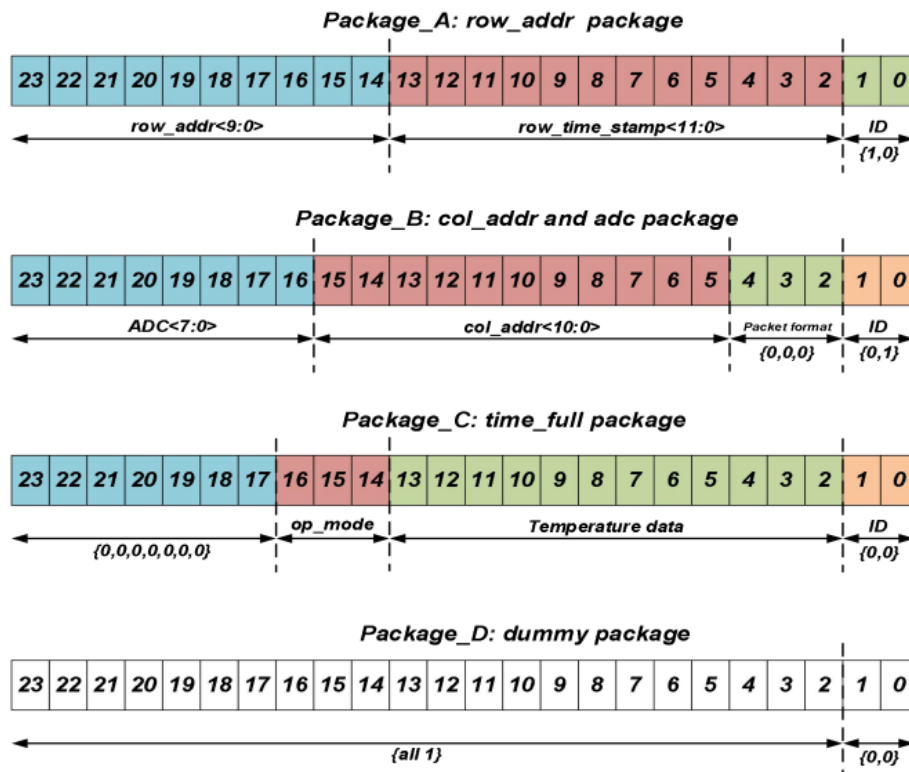 Package_A: row_addr package
23 22 21 20 19 18 17 16 15 14 13 12 11 10 9 8 7 6 5 4 3 2 1 0
row_addr<9:0> row_time_stamp<11:0> ID
{1,0}
Package_B: col_addr and adc package
23 22 21 20 19 18 17 16 15 14 13 12 11 10 9 8 7 6 5 4 3 2 1 0
ADC<7:0> col_addr<10:0> Packet format ID
{0,0,0} {0,1}
Package_C: time_full package
23 22 21 20 19 18 17 16 15 14 13 12 11 10 9 8 7 6 5 4 3 2 1 0
op_mode Temperature data ID
{0,0,0,0,0,0,0} {0,0}
Package_D: dummy package
23 22 21 20 19 18 17 16 15 14 13 12 11 10 9 8 7 6 5 4 3 2 1 0
{all 1} {0,0}